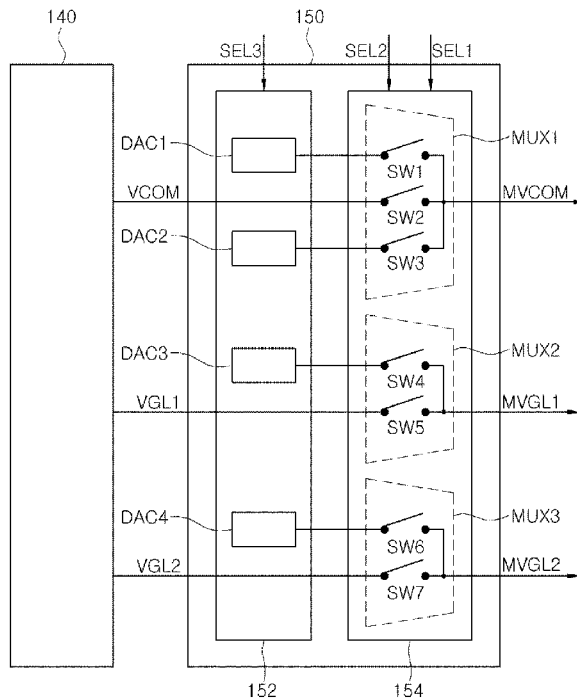 140
150
SEL3
SEL2
SEL1
DAC1
MUX1
SW1
VCOM
MVCOM
SW2
DAC2
SW3
DAC3
MUX2
SW4
VGL1
MVGL1
SW5
DAC4
MUX3
SW6
VGL2
MVGL2
SW7
152
154